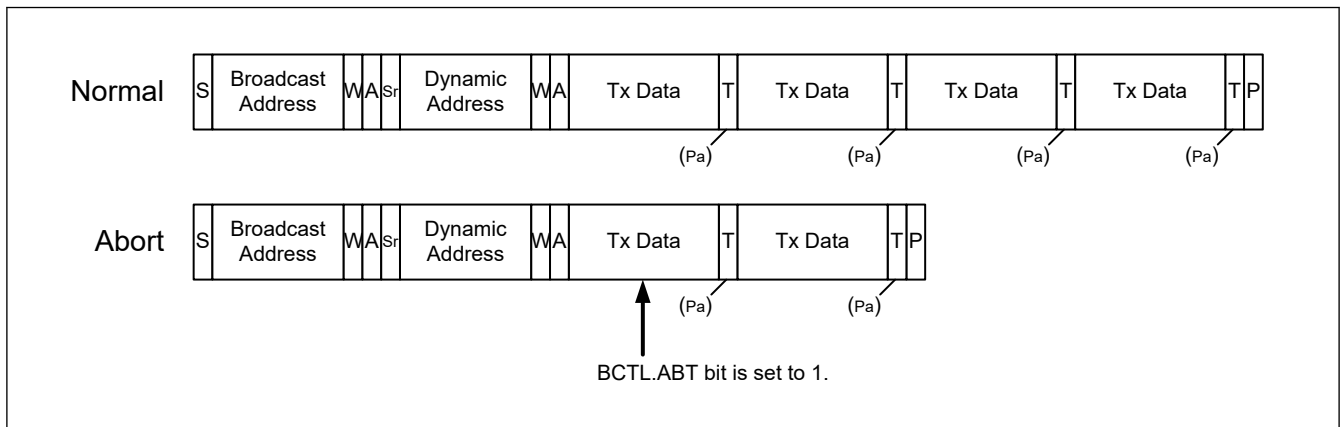 Normal S Broadcast Address W A Sr Dynamic Address W A Tx Data T Tx Data T Tx Data T Tx Data T P
(Pa) (Pa) (Pa) (Pa)
Abort S Broadcast Address W A Sr Dynamic Address W A Tx Data T Tx Data T P
(Pa) (Pa)
BCTL.ABT bit is set to 1.